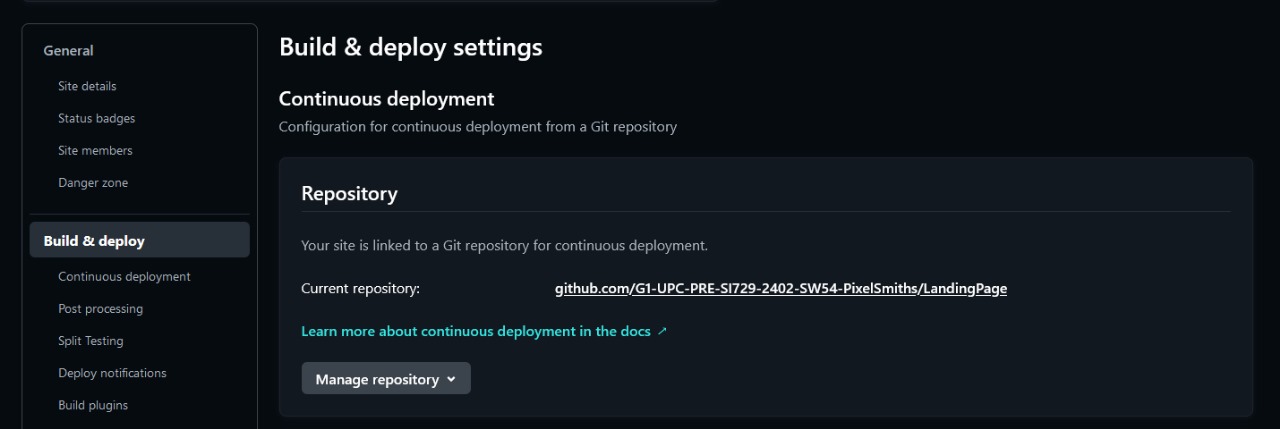 General
Site details
Status badges
Site members
Danger zone
Build & deploy
Continuous deployment
Post processing
Split Testing
Deploy notifications
Build plugins
Build & deploy settings
Continuous deployment
Configuration for continuous deployment from a Git repository
Repository
Your site is linked to a Git repository for continuous deployment.
Current repository: github.com/G1-UPC-PRE-SI729-2402-SW54-PixelSmiths/LandingPage
Learn more about continuous deployment in the docs ↗
Manage repository